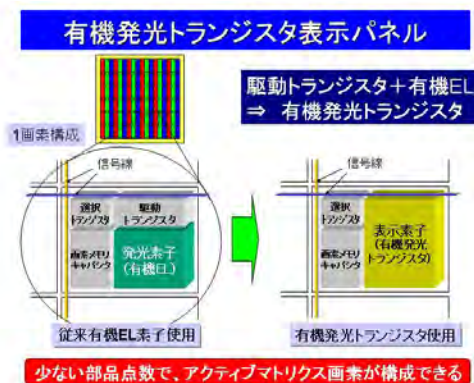 有機発光トランジスタ表示パネル
駆動トランジスタ＋有機EL
⇒ 有機発光トランジスタ
1画素構成
信号線
選択
トランジスタ
駆動
トランジスタ
画素メモリ
キャパシタ
発光素子
(有機EL)
従来有機EL素子使用
信号線
選択
トランジスタ
画素メモリ
キャパシタ
表示素子
(有機発光
トランジスタ)
有機発光トランジスタ使用
少ない部品点数で、アクティブマトリクス画素が構成できる